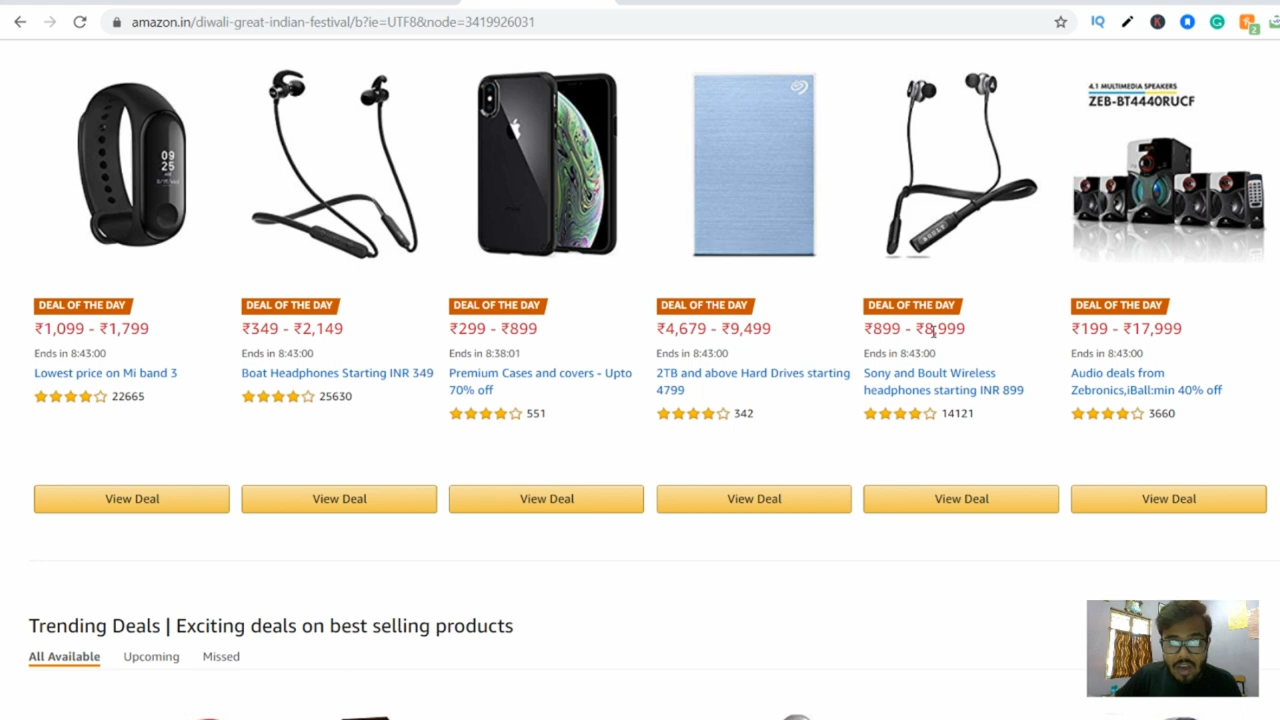 amazon.in/diwali-great-indian-festival/b?ie=UTF8&node=3419926031
IQ
K
2
09
25
4.1 MULTIMEDIA SPEAKERS
ZEB-BT4440RUCF
BOULT
DEAL OF THE DAY
₹1,099 - ₹1,799
Ends in 8:43:00
Lowest price on Mi band 3
22665
View Deal
DEAL OF THE DAY
₹349 - ₹2,149
Ends in 8:43:00
Boat Headphones Starting INR 349
25630
View Deal
DEAL OF THE DAY
₹299 - ₹899
Ends in 8:38:01
Premium Cases and covers - Upto
70% off
551
View Deal
DEAL OF THE DAY
₹4,679 - ₹9,499
Ends in 8:43:00
2TB and above Hard Drives starting
4799
342
View Deal
DEAL OF THE DAY
₹899 - ₹8,999
Ends in 8:43:00
Sony and Boult Wireless
headphones starting INR 899
14121
View Deal
DEAL OF THE DAY
₹199 - ₹17,999
Ends in 8:43:00
Audio deals from
Zebronics,iBall:min 40% off
3660
View Deal
Trending Deals | Exciting deals on best selling products
All Available
Upcoming
Missed